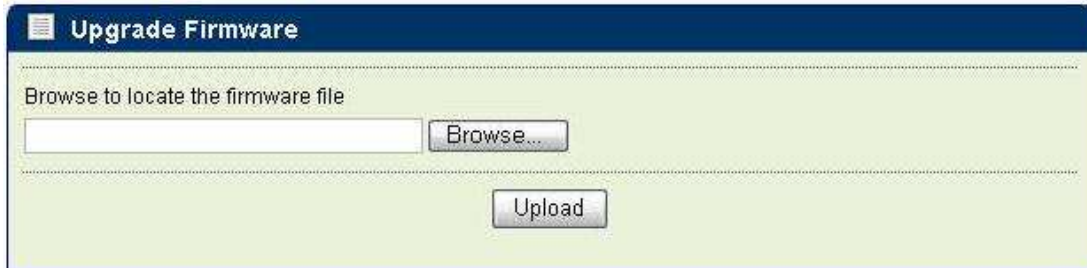 Upgrade Firmware
Browse to locate the firmware file
Browse...
Upload